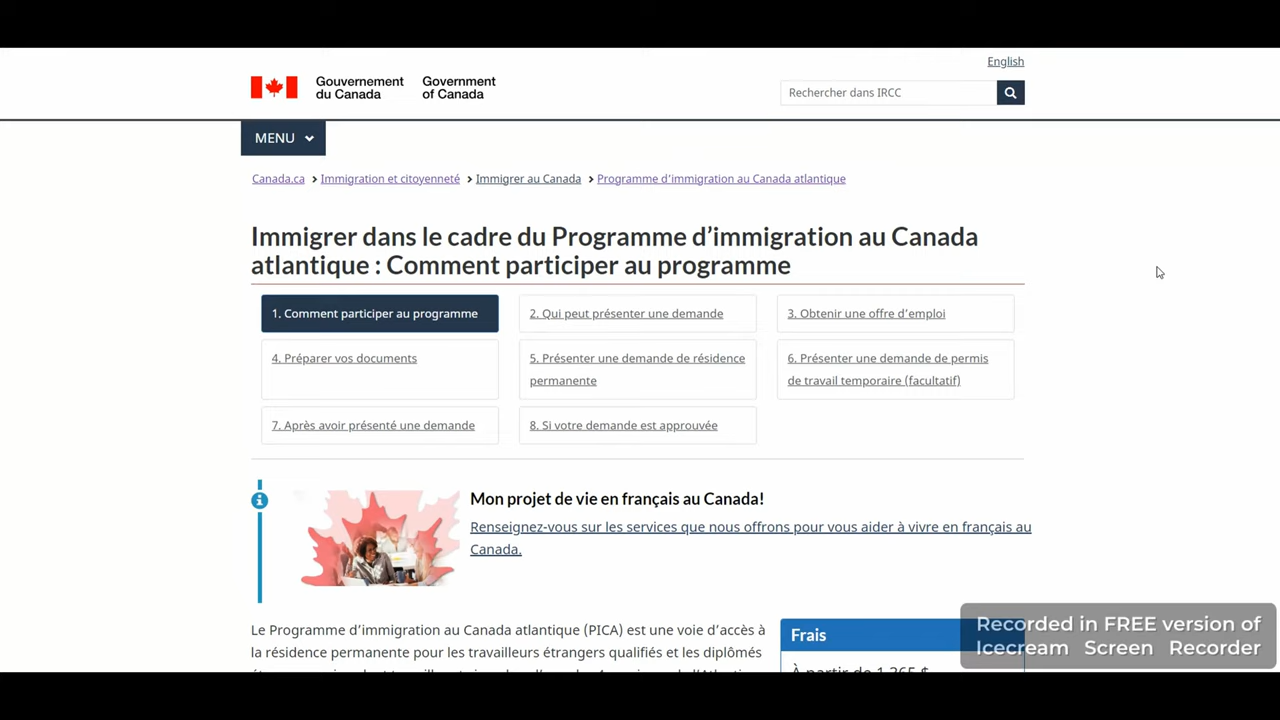 English
Gouvernement du Canada
Government of Canada
Rechercher dans IRCC
MENU
Canada.ca > Immigration et citoyenneté > Immigrer au Canada > Programme d’immigration au Canada atlantique
Immigrer dans le cadre du Programme d’immigration au Canada
atlantique : Comment participer au programme
1. Comment participer au programme
2. Qui peut présenter une demande
3. Obtenir une offre d’emploi
4. Préparer vos documents
5. Présenter une demande de résidence
permanente
6. Présenter une demande de permis
de travail temporaire (facultatif)
7. Après avoir présenté une demande
8. Si votre demande est approuvée
Mon projet de vie en français au Canada!
Renseignez-vous sur les services que nous offrons pour vous aider à vivre en français au
Canada.
Le Programme d’immigration au Canada atlantique (PICA) est une voie d’accès à
la résidence permanente pour les travailleurs étrangers qualifiés et les diplômés
Frais
À partir de 1 365 $
Recorded in FREE version of
Icecream Screen Recorder